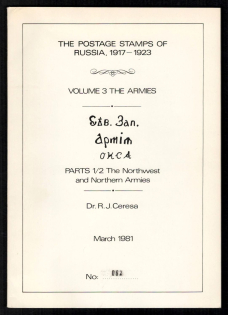 THE POSTAGE STAMPS OF
RUSSIA, 1917–1923
VOLUME 3 THE ARMIES
Сѣв. Зап.
Армія
ОКСА
PARTS 1/2 The Northwest
and Northern Armies
Dr. R. J. Ceresa
March 1981
No: